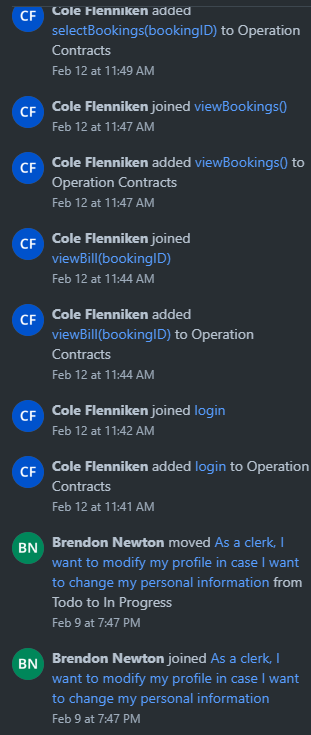 CF
Cole Flenniken added
selectBookings(bookingID) to Operation
Contracts
Feb 12 at 11:49 AM
CF
Cole Flenniken joined viewBookings()
Feb 12 at 11:47 AM
CF
Cole Flenniken added viewBookings() to
Operation Contracts
Feb 12 at 11:47 AM
CF
Cole Flenniken joined
viewBill(bookingID)
Feb 12 at 11:44 AM
CF
Cole Flenniken added
viewBill(bookingID) to Operation
Contracts
Feb 12 at 11:44 AM
CF
Cole Flenniken joined login
Feb 12 at 11:42 AM
CF
Cole Flenniken added login to Operation
Contracts
Feb 12 at 11:41 AM
BN
Brendon Newton moved As a clerk, I
want to modify my profile in case I want
to change my personal information from
Todo to In Progress
Feb 9 at 7:47 PM
BN
Brendon Newton joined As a clerk, I
want to modify my profile in case I want
to change my personal information
Feb 9 at 7:47 PM